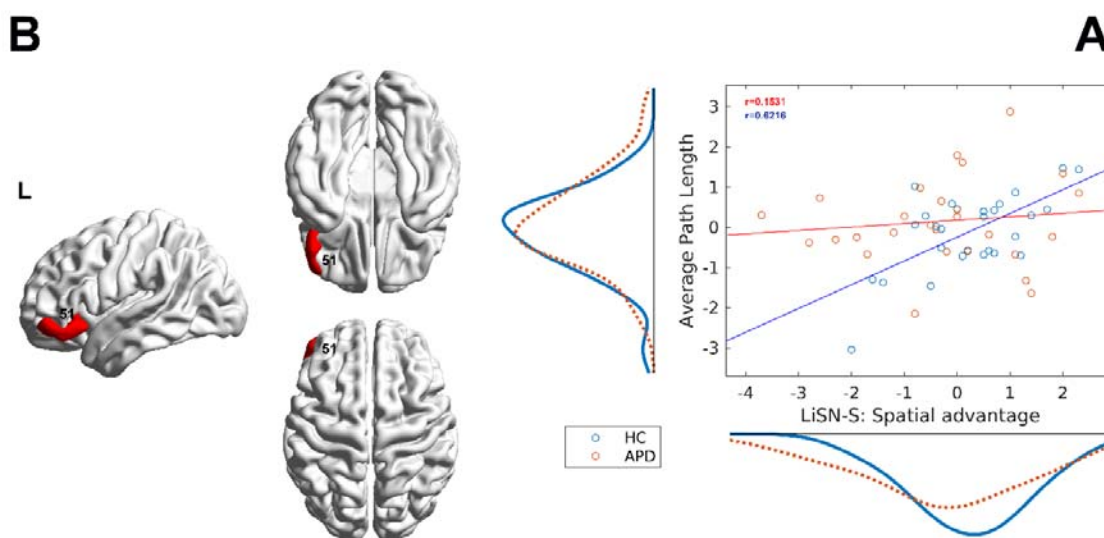 B
A
L
51
51
51
r=0.1531
r=0.6216
Average Path Length
3
2
1
0
-1
-2
-3
-4 -3 -2 -1 0 1 2
LiSN-S: Spatial advantage
HC
APD